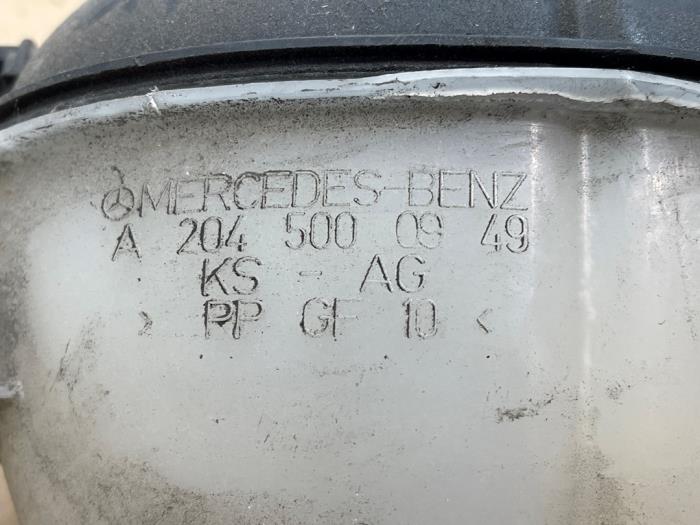 MERCEDES-BENZ
A 204 500 09 49
KS - AG
> PP GF 10 <